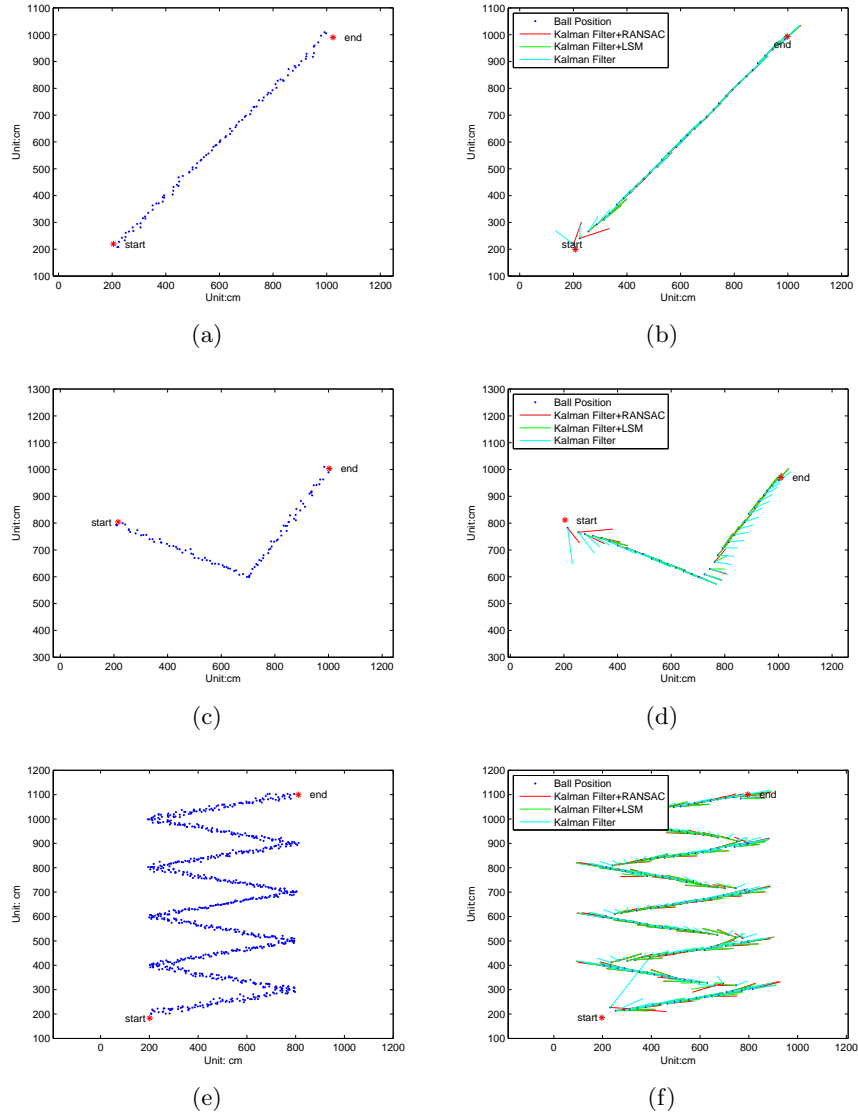 1100
1000
900
800
700
600
500
400
300
200
100
0 200 400 600 800 1000 1200
Unit:cm
Unit:cm
start
end
(a)
1100
1000
900
800
700
600
500
400
300
200
100
0 200 400 600 800 1000 1200
Unit:cm
Unit:cm
Ball Position
Kalman Filter+RANSAC
Kalman Filter+LSM
Kalman Filter
end
start
(b)
1300
1200
1100
1000
900
800
700
600
500
400
300
0 200 400 600 800 1000 1200
Unit:cm
Unit:cm
start
end
(c)
1300
1200
1100
1000
900
800
700
600
500
400
300
0 200 400 600 800 1000 1200
Unit:cm
Unit:cm
Ball Position
Kalman Filter+RANSAC
Kalman Filter+LSM
Kalman Filter
end
start
(d)
1200
1100
1000
900
800
700
600
500
400
300
200
100
0 200 400 600 800 1000 1200
Unit: cm
Unit: cm
end
start
(e)
1200
1100
1000
900
800
700
600
500
400
300
200
100
0 200 400 600 800 1000 1200
Unit:cm
Unit: cm
Ball Position
Kalman Filter+RANSAC
Kalman Filter+LSM
Kalman Filter
end
start
(f)